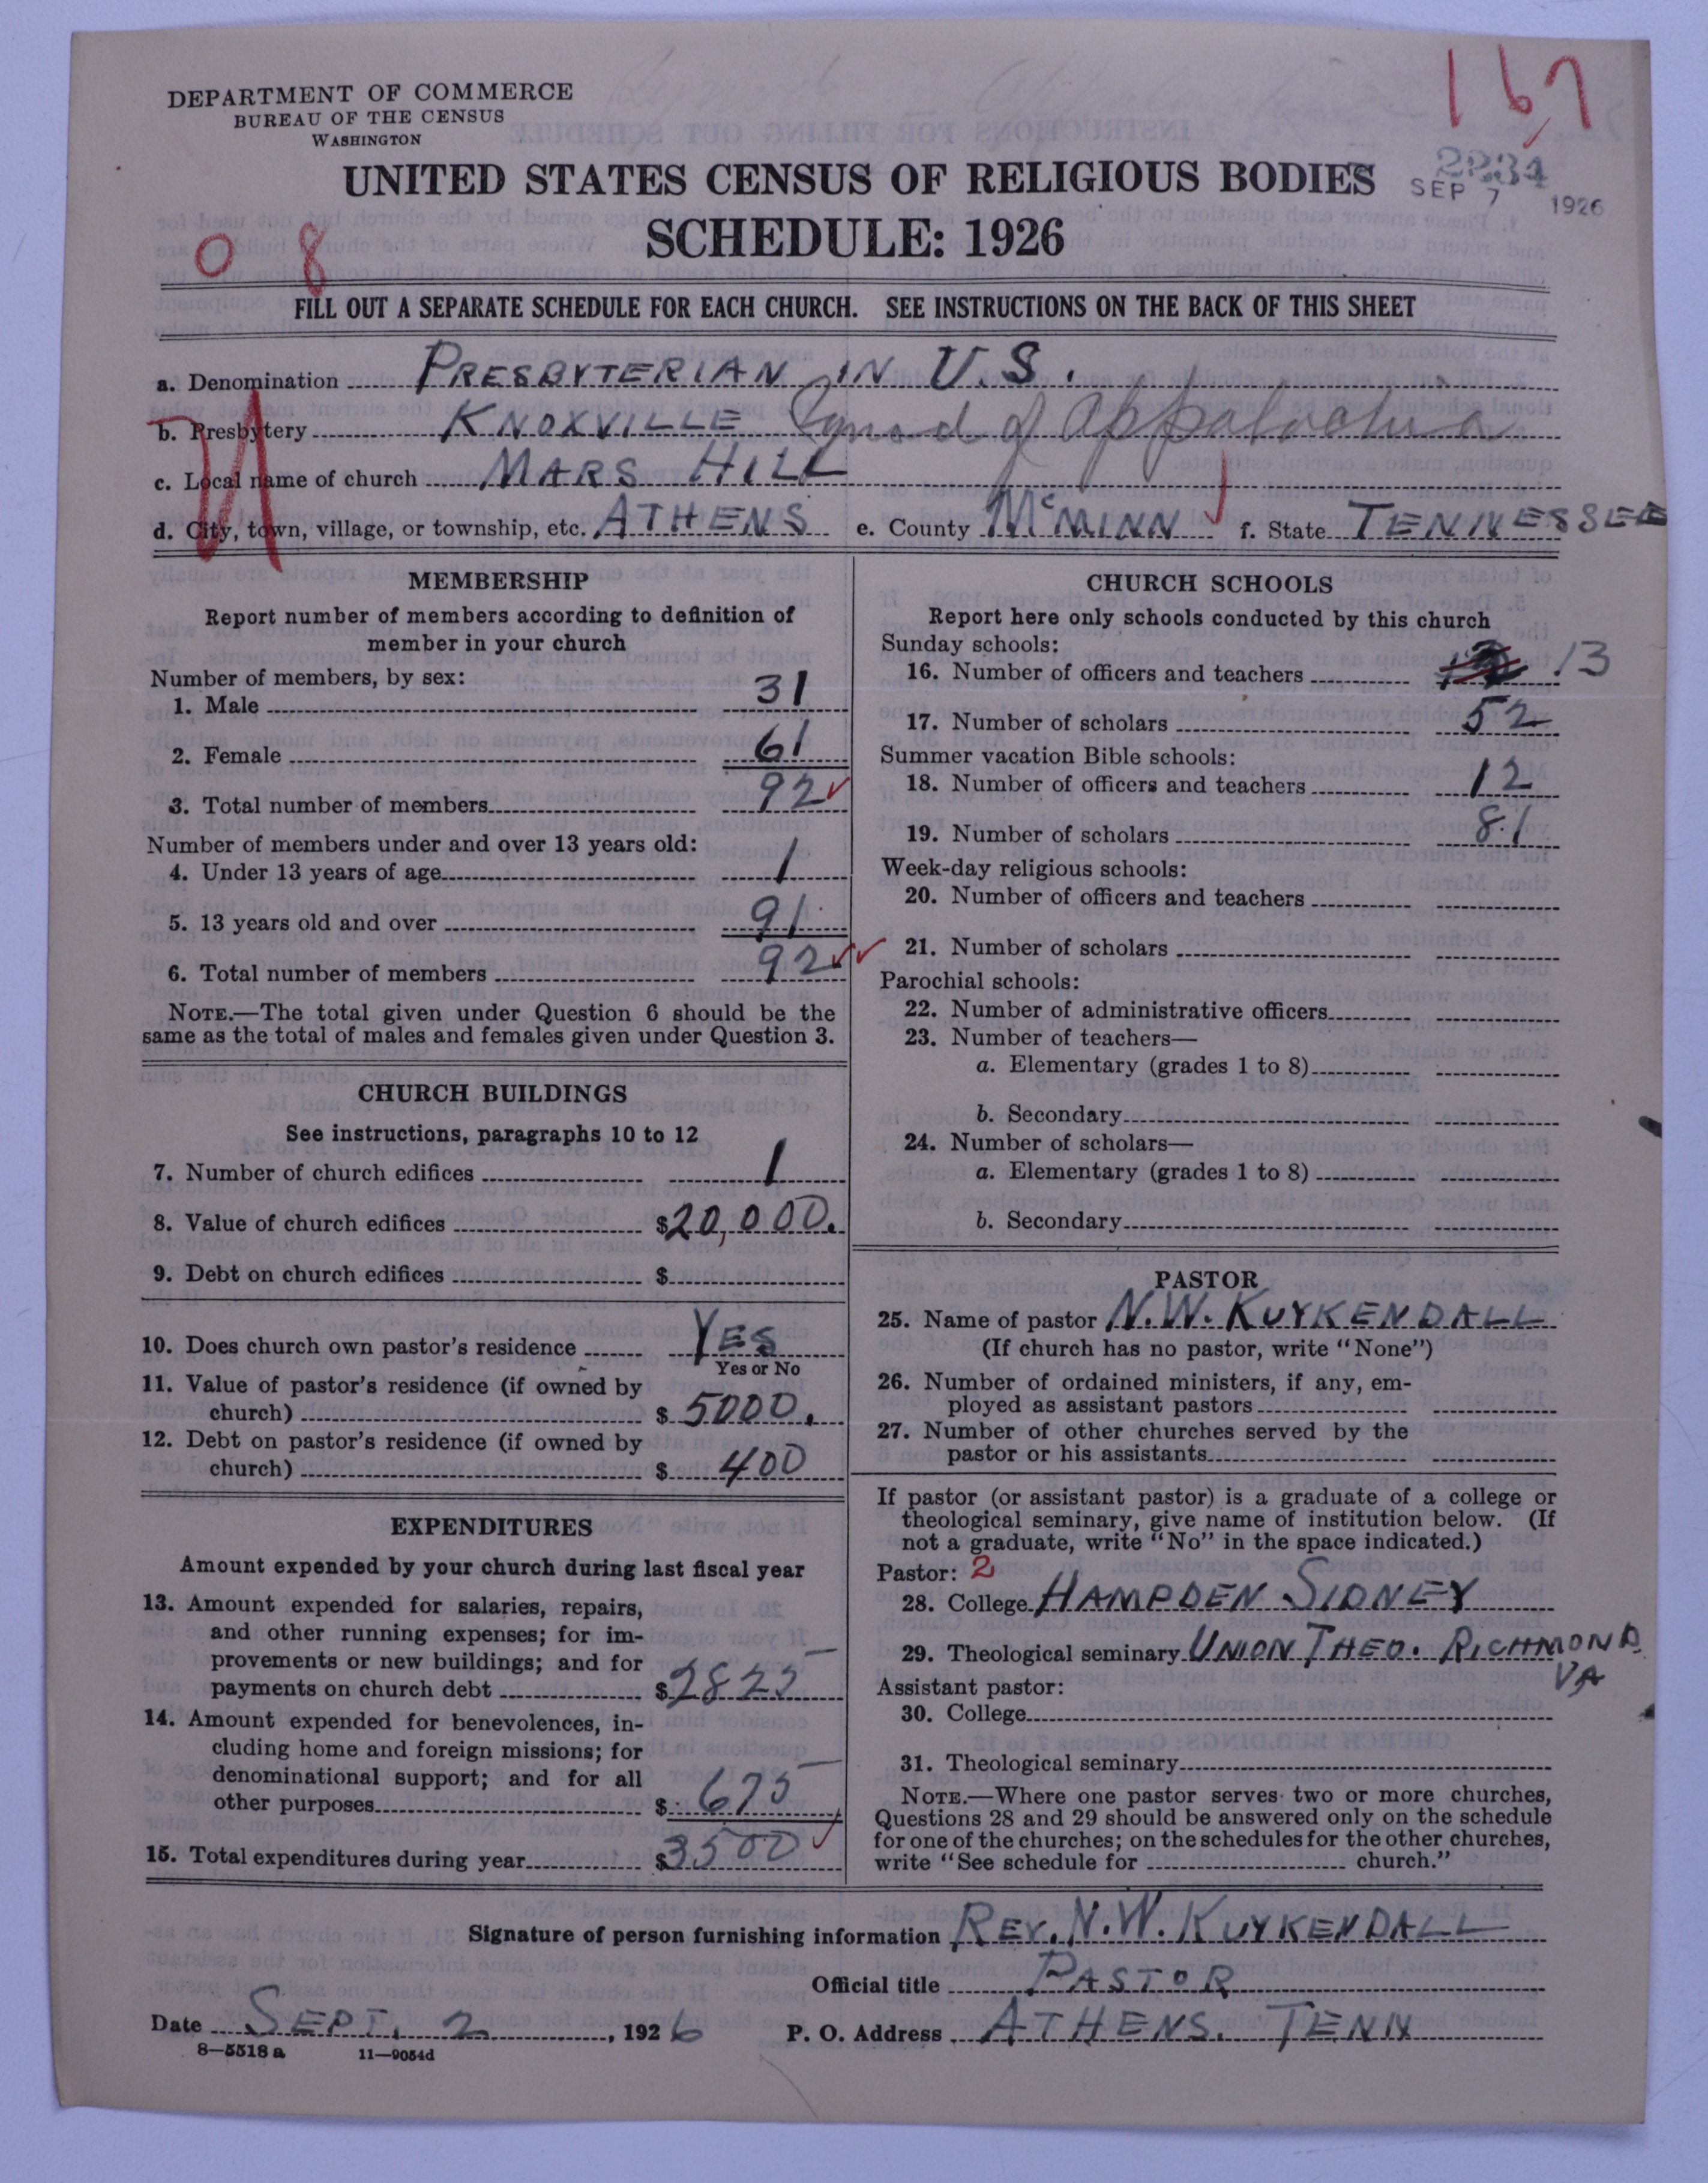 167
DEPARTMENT OF COMMERCE
BUREAU OF THE CENSUS
WASHINGTON
UNITED STATES CENSUS OF RELIGIOUS BODIES
SEP 7 1926
SCHEDULE: 1926
0 8
FILL OUT A SEPARATE SCHEDULE FOR EACH CHURCH. SEE INSTRUCTIONS ON THE BACK OF THIS SHEET
a. Denomination PRESBYTERIAN IN U.S.
b. Presbytery KNOXVILLE Synod of Appalachia
c. Local name of church MARS HILL
d. City, town, village, or township, etc. ATHENS e. County McMINN f. State TENNESSEE
MEMBERSHIP
Report number of members according to definition of
member in your church
Number of members, by sex:
1. Male 31
2. Female 61
3. Total number of members 92
Number of members under and over 13 years old:
4. Under 13 years of age 1
5. 13 years old and over 91
6. Total number of members 92
NOTE.—The total given under Question 6 should be the
same as the total of males and females given under Question 3.
CHURCH BUILDINGS
See instructions, paragraphs 10 to 12
7. Number of church edifices 1
8. Value of church edifices $20,000.
9. Debt on church edifices $
10. Does church own pastor's residence YES
Yes or No
11. Value of pastor's residence (if owned by
church) $ 5000.
12. Debt on pastor's residence (if owned by
church) $ 400
EXPENDITURES
Amount expended by your church during last fiscal year
13. Amount expended for salaries, repairs,
and other running expenses; for im-
provements or new buildings; and for
payments on church debt $2825
14. Amount expended for benevolences, in-
cluding home and foreign missions; for
denominational support; and for all
other purposes $ 675
15. Total expenditures during year $3500
CHURCH SCHOOLS
Report here only schools conducted by this church
Sunday schools:
16. Number of officers and teachers 13
17. Number of scholars 52
Summer vacation Bible schools:
18. Number of officers and teachers 12
19. Number of scholars 81
Week-day religious schools:
20. Number of officers and teachers
21. Number of scholars
Parochial schools:
22. Number of administrative officers
23. Number of teachers—
a. Elementary (grades 1 to 8)
b. Secondary
24. Number of scholars—
a. Elementary (grades 1 to 8)
b. Secondary
PASTOR
25. Name of pastor N.W. KUYKENDALL
(If church has no pastor, write "None")
26. Number of ordained ministers, if any, em-
ployed as assistant pastors
27. Number of other churches served by the
pastor or his assistants
If pastor (or assistant pastor) is a graduate of a college or
theological seminary, give name of institution below. (If
not a graduate, write "No" in the space indicated.)
Pastor: 2
28. College HAMPDEN SIDNEY
29. Theological seminary UNION THEO. RICHMOND
VA
Assistant pastor:
30. College
31. Theological seminary
NOTE.—Where one pastor serves two or more churches,
Questions 28 and 29 should be answered only on the schedule
for one of the churches; on the schedules for the other churches,
write "See schedule for church."
Signature of person furnishing information REV. N.W. KUYKENDALL
Official title PASTOR
Date SEPT. 2, 1926 P. O. Address ATHENS. TENN
8—5518 a 11—9054d